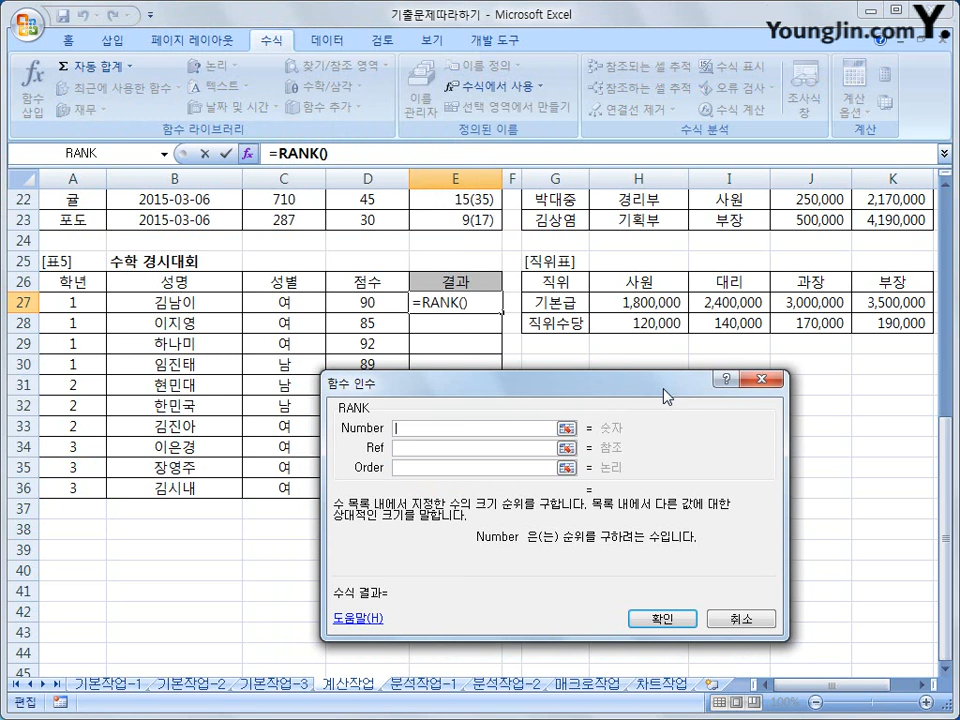 기출문제따라하기 - Microsoft Excel
YoungJin.com Y.
홈 삽입 페이지 레이아웃 수식 데이터 검토 보기 개발 도구
fx 함수 삽입
Σ 자동 합계
최근에 사용한 함수
재무
논리
텍스트
날짜 및 시간
찾기/참조 영역
수학/삼각
함수 추가
함수 라이브러리
이름 관리자
이름 정의
수식에서 사용
선택 영역에서 만들기
정의된 이름
참조되는 셀 추적
참조하는 셀 추적
연결선 제거
수식 표시
오류 검사
수식 계산
조사식 창
수식 분석
계산 옵션
계산
RANK fx =RANK()
A B C D E F G H I J K
22 귤 2015-03-06 710 45 15(35) 박대중 경리부 사원 250,000 2,170,000
23 포도 2015-03-06 287 30 9(17) 김상염 기획부 부장 500,000 4,190,000
24
25 [표5] 수학 경시대회 [직위표]
26 학년 성명 성별 점수 결과 직위 사원 대리 과장 부장
27 1 김남이 여 90 =RANK() 기본급 1,800,000 2,400,000 3,000,000 3,500,000
28 1 이지영 여 85 직위수당 120,000 140,000 170,000 190,000
29 1 하나미 여 92
30 1 임진태 남 89
31 2 현민대 남
32 2 한민국 남
33 2 김진아 여
34 3 이은경 여
35 3 장영주 여
36 3 김시내 여
37
38
39
40
41
42
43
44
45
함수 인수
RANK
Number = 숫자
Ref = 참조
Order = 논리
=
수 목록 내에서 지정한 수의 크기 순위를 구합니다. 목록 내에서 다른 값에 대한
상대적인 크기를 말합니다.
Number 은(는) 순위를 구하려는 수입니다.
수식 결과=
도움말(H) 확인 취소
기본작업-1 기본작업-2 기본작업-3 계산작업 분석작업-1 분석작업-2 매크로작업 차트작업
편집 100%